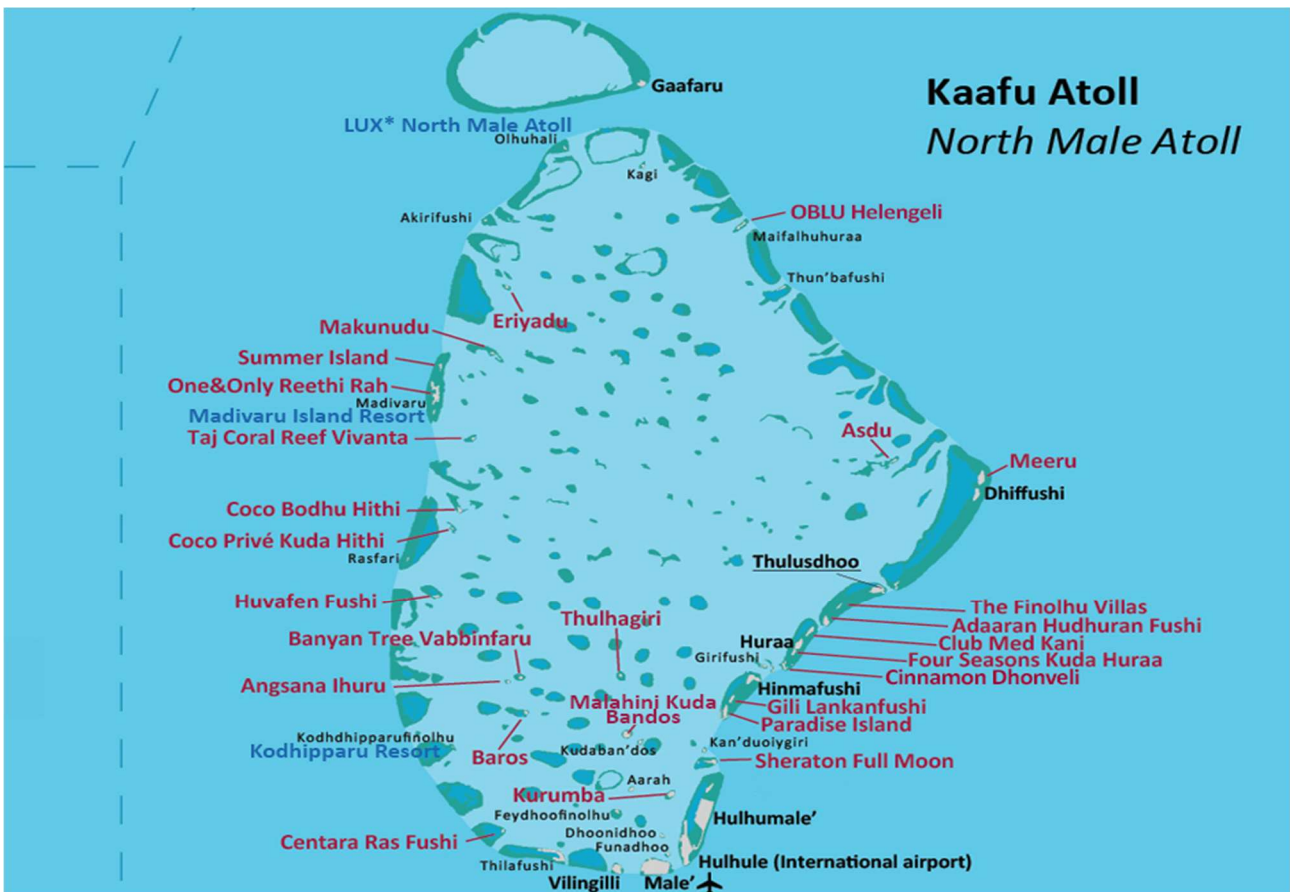 Kaafu Atoll
North Male Atoll
Gaafaru
LUX* North Male Atoll
Olhuhali
Kagi
Akirifushi
OBLU Helengeli
Maifalhuhuraa
Thun'bafushi
Eriyadu
Makunudu
Summer Island
One&Only Reethi Rah
Madivaru
Madivaru Island Resort
Taj Coral Reef Vivanta
Asdu
Meeru
Dhiffushi
Coco Bodhu Hithi
Coco Privé Kuda Hithi
Rasfari
Thulusdhoo
Huvafen Fushi
The Finolhu Villas
Adaaran Hudhuran Fushi
Thulhagiri
Banyan Tree Vabbinfaru
Huraa
Club Med Kani
Girifushi
Four Seasons Kuda Huraa
Cinnamon Dhonveli
Angsana Ihuru
Hinmafushi
Malahini Kuda
Bandos
Gili Lankanfushi
Paradise Island
Kodhdhipparufinolhu
Kodhipparu Resort
Baros
Kudaban'dos
Kan'duoiygiri
Sheraton Full Moon
Aarah
Kurumba
Feydhoofinolhu
Hulhumale'
Centara Ras Fushi
Dhoonidhoo
Funadhoo
Thilafushi
Hulhule (International airport)
Vilingilli
Male'